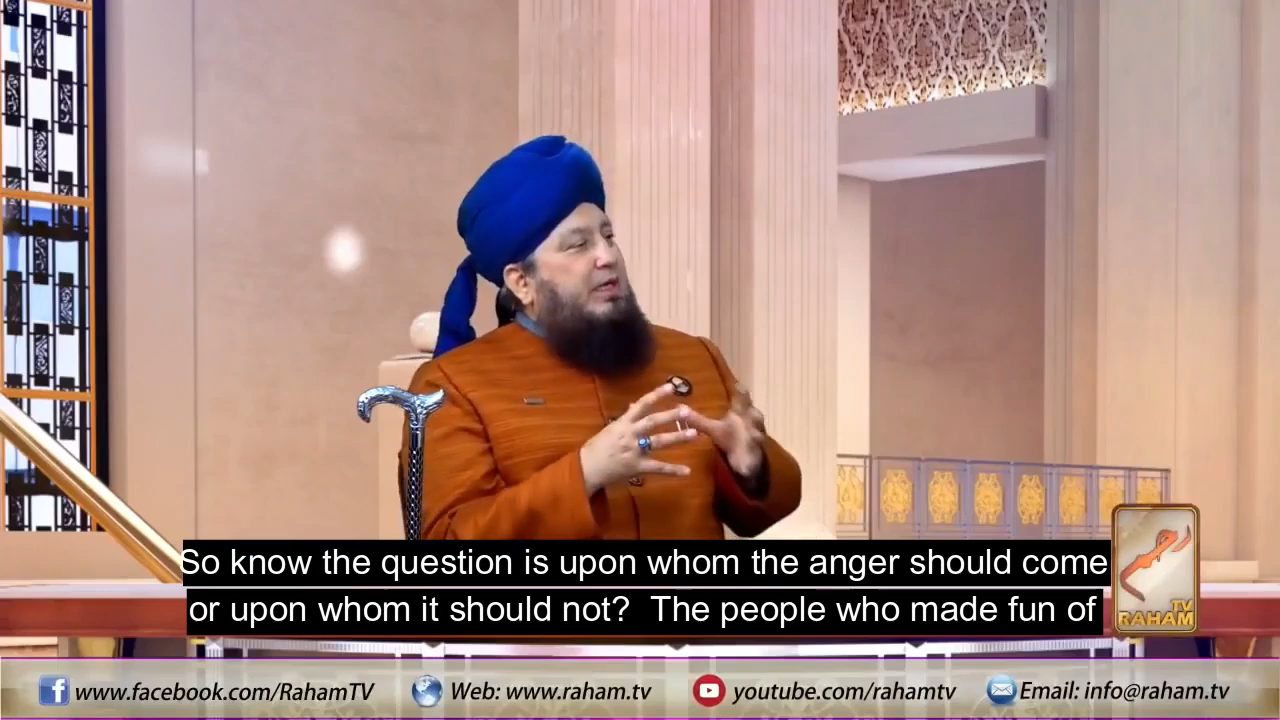 So know the question is upon whom the anger should come
or upon whom it should not?  The people who made fun of
رحم
TV
RAHAM
www.facebook.com/RahamTV
Web: www.raham.tv
youtube.com/rahamtv
Email: info@raham.tv